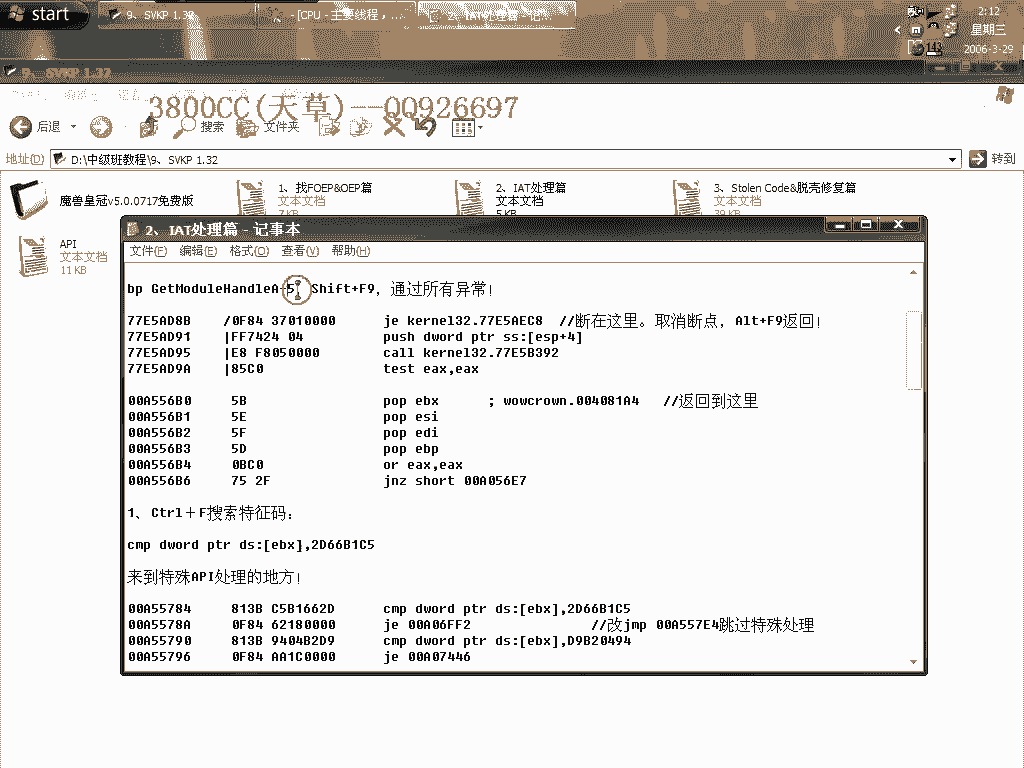 start
9、SVKP 1.32
- [CPU - 主要线程，...
2、IAT处理篇 - 记...
2:12
星期三
2006-3-29
143
9、SVKP 1.32
3800CC(天草)—QQ926697
后退
搜索
文件夹
地址(D)
D:\中级班教程\9、SVKP 1.32
转到
魔兽皇冠v5.0.0717免费版
1、找FOEP&OEP篇
文本文档
7 KB
2、IAT处理篇
文本文档
5 KB
3、Stolen Code&脱壳修复篇
文本文档
39 KB
API
文本文档
11 KB
2、IAT处理篇 - 记事本
文件(F) 编辑(E) 格式(O) 查看(V) 帮助(H)
bp GetModuleHandleA+5 Shift+F9，通过所有异常!
77E5AD8B /0F84 37010000 je kernel32.77E5AEC8 //断在这里。取消断点，Alt+F9返回!
77E5AD91 |FF7424 04 push dword ptr ss:[esp+4]
77E5AD95 |E8 F8050000 call kernel32.77E5B392
77E5AD9A |85C0 test eax,eax
00A556B0 5B pop ebx ; wowcrown.004081A4 //返回到这里
00A556B1 5E pop esi
00A556B2 5F pop edi
00A556B3 5D pop ebp
00A556B4 0BC0 or eax,eax
00A556B6 75 2F jnz short 00A056E7
1、Ctrl＋F搜索特征码：
cmp dword ptr ds:[ebx],2D66B1C5
来到特殊API处理的地方!
00A55784 813B C5B1662D cmp dword ptr ds:[ebx],2D66B1C5
00A5578A 0F84 62180000 je 00A06FF2 //改jmp 00A557E4跳过特殊处理
00A55790 813B 9404B2D9 cmp dword ptr ds:[ebx],D9B20494
00A55796 0F84 AA1C0000 je 00A07446